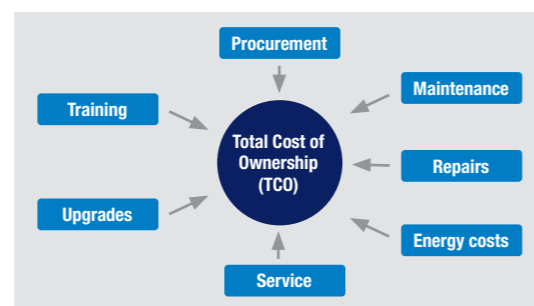 Procurement
Maintenance
Training
Total Cost of
Ownership
(TCO)
Repairs
Upgrades
Energy costs
Service